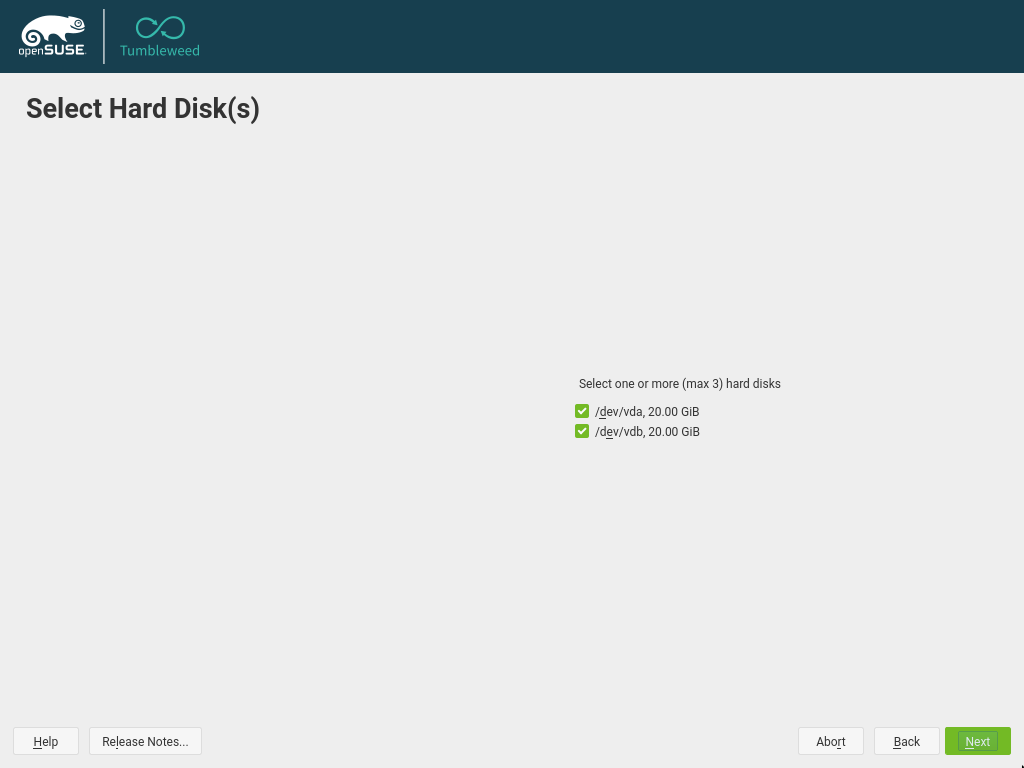 openSUSE
Tumbleweed
Select Hard Disk(s)
Select one or more (max 3) hard disks
/dev/vda, 20.00 GiB
/dev/vdb, 20.00 GiB
Help
Release Notes...
Abort
Back
Next